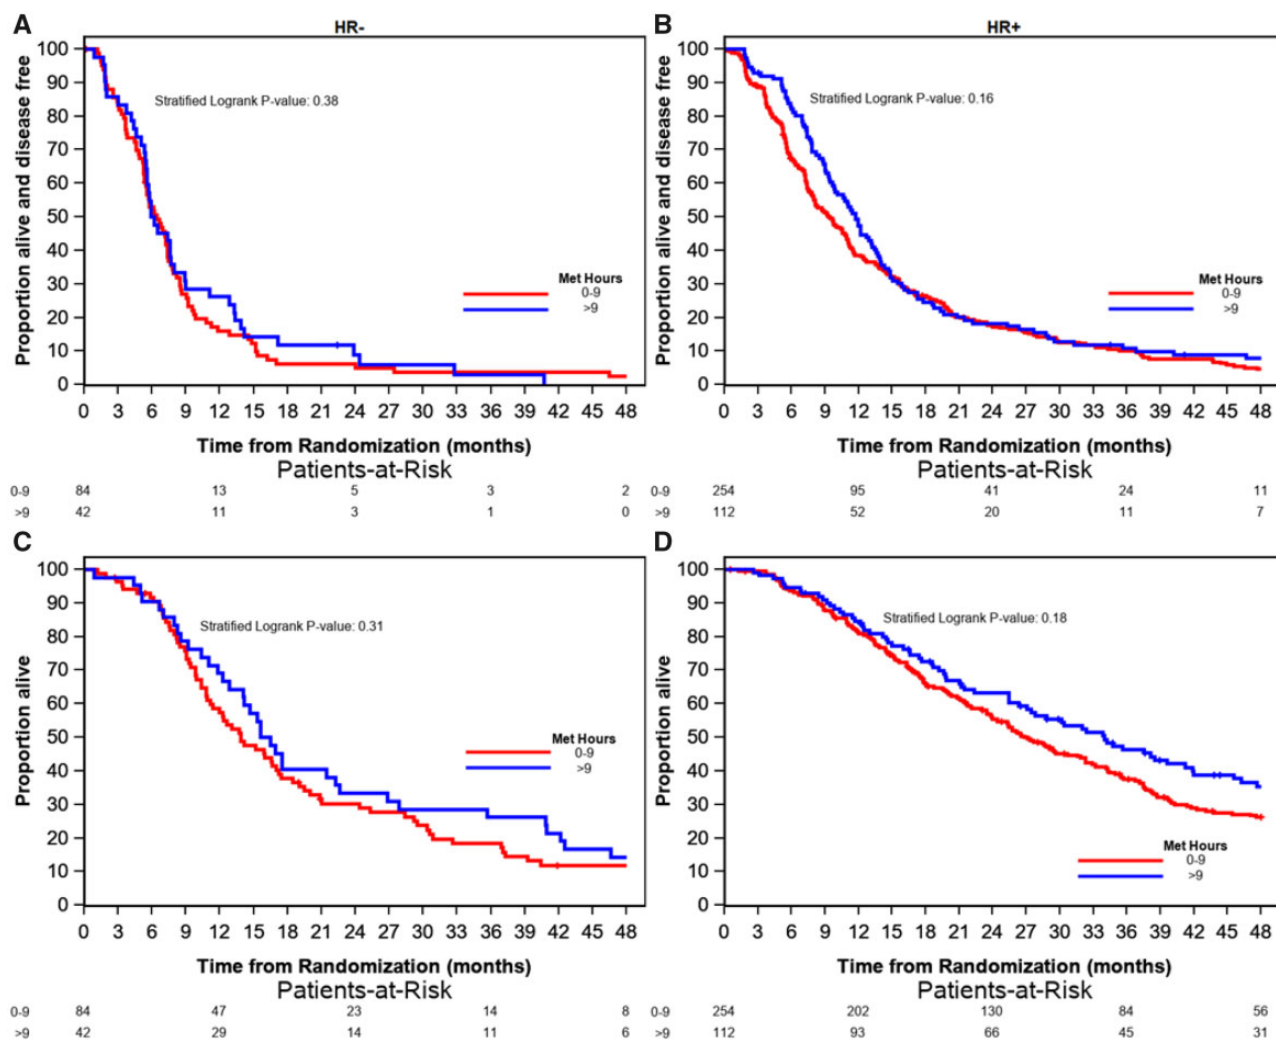 A
HR-
Proportion alive and disease free
100
90
80
70
60
50
40
30
20
10
0
Stratified Logrank P-value: 0.38
Met Hours
0-9
>9
0 3 6 9 12 15 18 21 24 27 30 33 36 39 42 45 48
Time from Randomization (months)
Patients-at-Risk
0-9 84 13 5 3 2
>9 42 11 3 1 0
B
HR+
Proportion alive and disease free
100
90
80
70
60
50
40
30
20
10
0
Stratified Logrank P-value: 0.16
Met Hours
0-9
>9
0 3 6 9 12 15 18 21 24 27 30 33 36 39 42 45 48
Time from Randomization (months)
Patients-at-Risk
0-9 254 95 41 24 11
>9 112 52 20 11 7
C
Proportion alive
100
90
80
70
60
50
40
30
20
10
0
Stratified Logrank P-value: 0.31
Met Hours
0-9
>9
0 3 6 9 12 15 18 21 24 27 30 33 36 39 42 45 48
Time from Randomization (months)
Patients-at-Risk
0-9 84 47 23 14 8
>9 42 29 14 11 6
D
Proportion alive
100
90
80
70
60
50
40
30
20
10
0
Stratified Logrank P-value: 0.18
Met Hours
0-9
>9
0 3 6 9 12 15 18 21 24 27 30 33 36 39 42 45 48
Time from Randomization (months)
Patients-at-Risk
0-9 254 202 130 84 56
>9 112 93 66 45 31